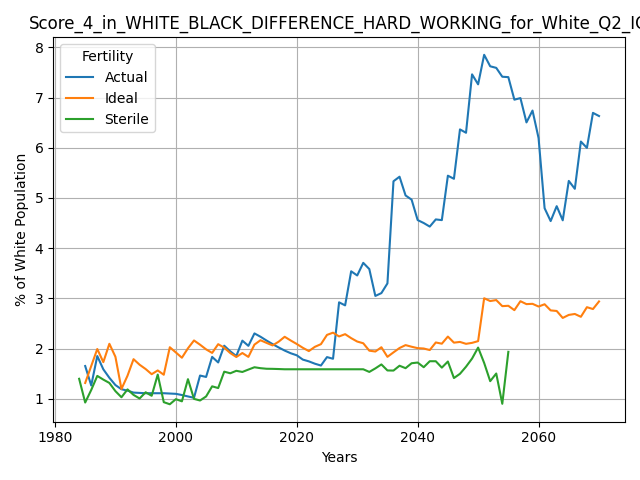 Score_4_in_WHITE_BLACK_DIFFERENCE_HARD_WORKING_for_White_Q2_IC
Fertility
Actual
Ideal
Sterile
% of White Population
8
7
6
5
4
3
2
1
1980 2000 2020 2040 2060
Years